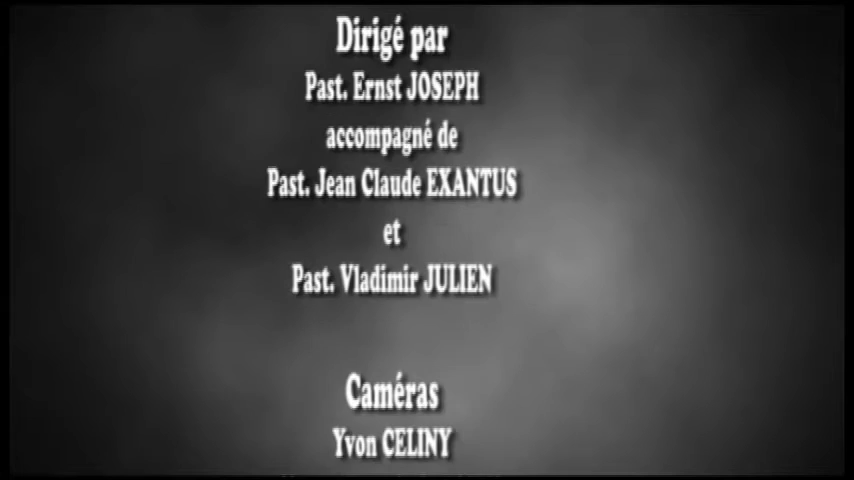 Dirigé par
Past. Ernst JOSEPH
accompagné de
Past. Jean Claude EXANTUS
et
Past. Vladimir JULIEN
Caméras
Yvon CELINY